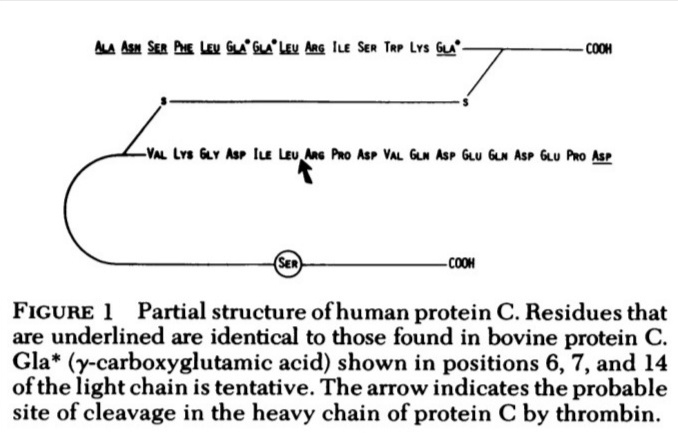 ALA ASN SER PHE LEU GLA* GLA* LEU ARG ILE SER TRP LYS GLA* COOH
S S
VAL LYS GLY ASP ILE LEU ARG PRO ASP VAL GLN ASP GLU GLN ASP GLU PRO ASP
SER COOH
FIGURE 1 Partial structure of human protein C. Residues that
are underlined are identical to those found in bovine protein C.
Gla* (γ-carboxyglutamic acid) shown in positions 6, 7, and 14
of the light chain is tentative. The arrow indicates the probable
site of cleavage in the heavy chain of protein C by thrombin.